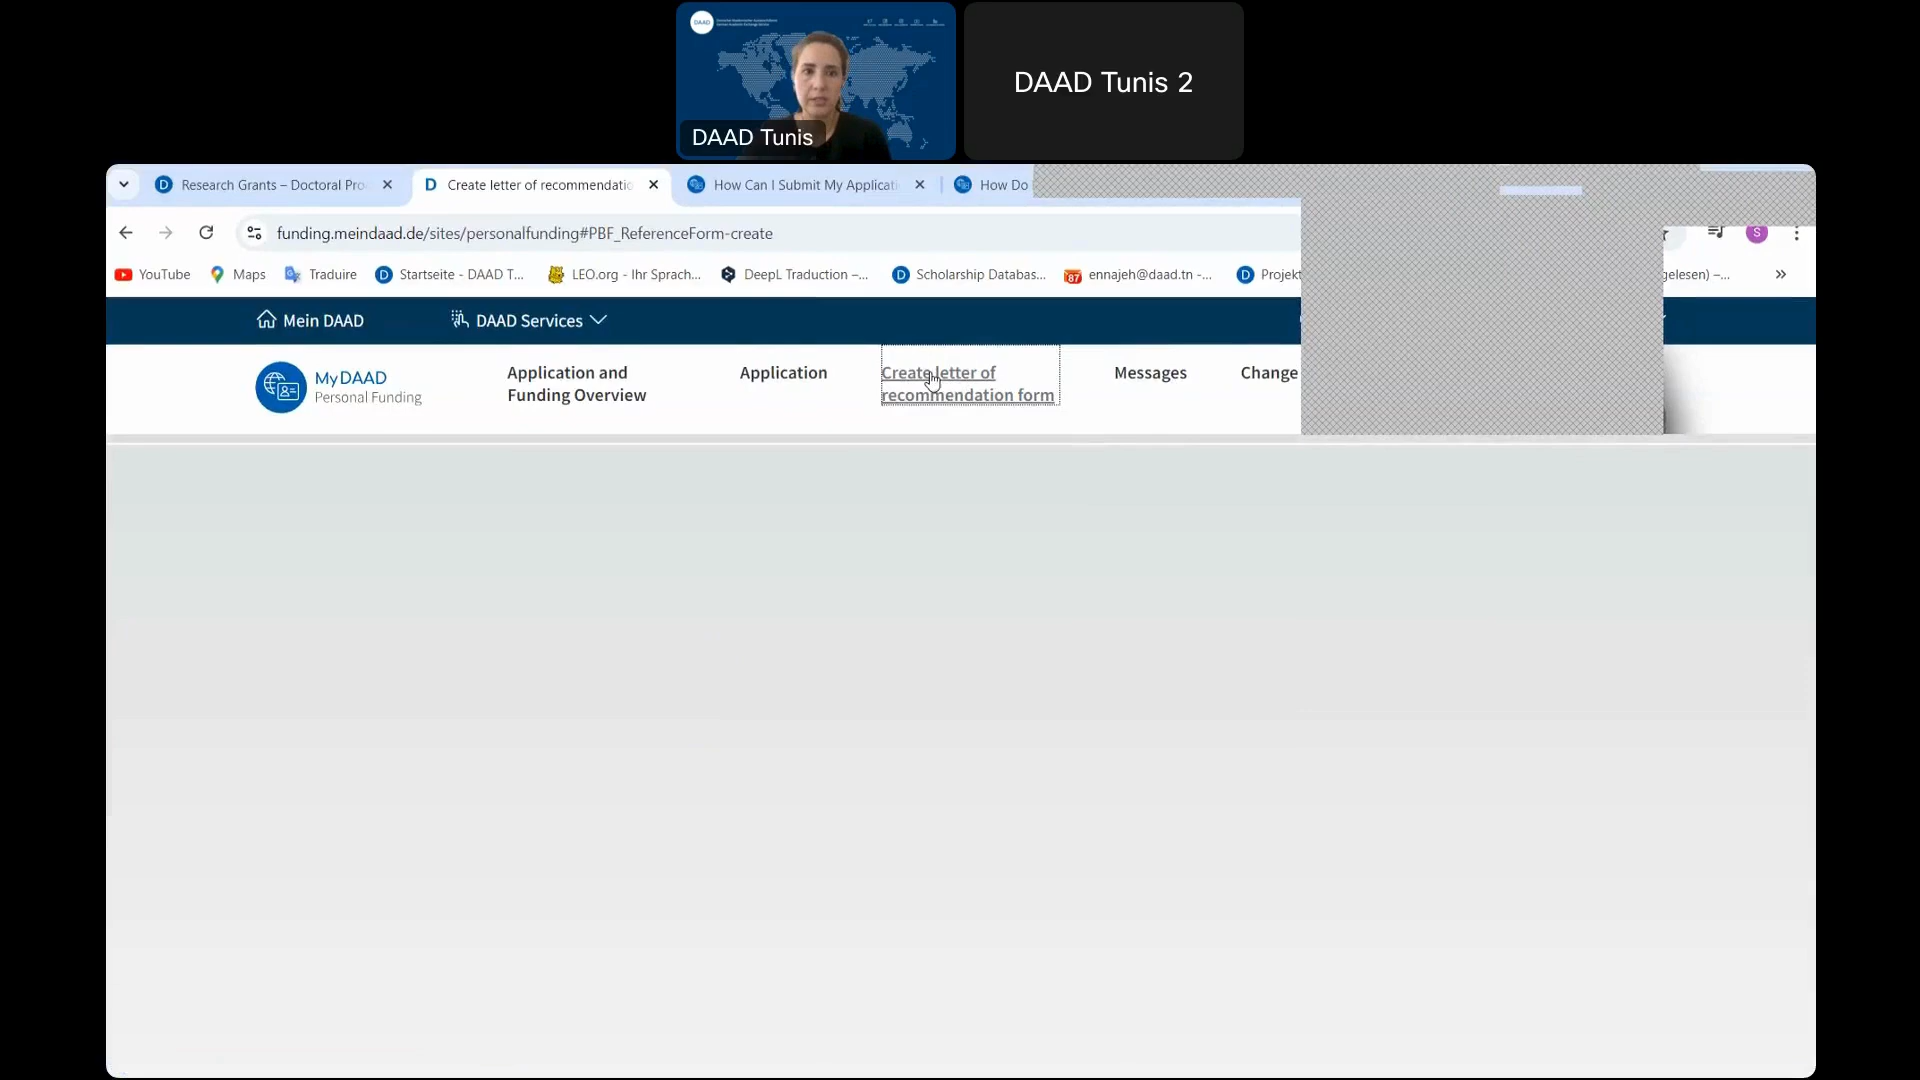 DAAD
DAAD Tunis
DAAD Tunis 2
Research Grants – Doctoral Pro
Create letter of recommendatio
How Can I Submit My Applicati
How Do
funding.meindaad.de/sites/personalfunding#PBF_ReferenceForm-create
S
YouTube
Maps
Traduire
Startseite - DAAD T...
LEO.org - Ihr Sprach...
DeepL Traduction –...
Scholarship Databas...
87
ennajeh@daad.tn -...
Projekt
gelesen) –...
Mein DAAD
DAAD Services
MyDAAD
Personal Funding
Application and
Funding Overview
Application
Create letter of
recommendation form
Messages
Change